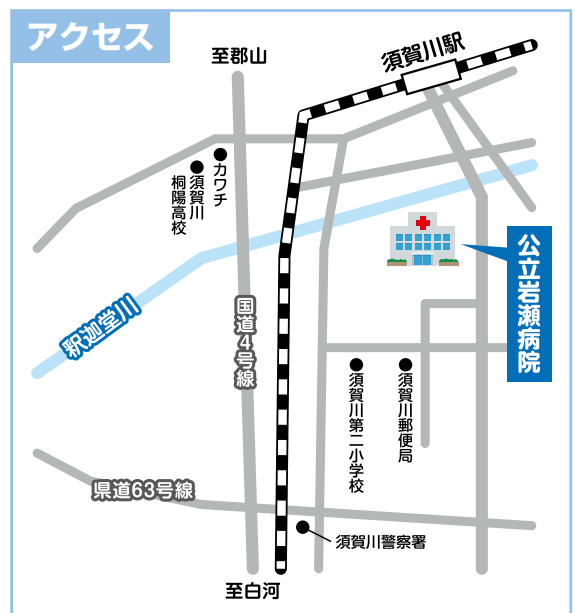 アクセス
至郡山
須賀川駅
カワチ
須賀川
桐陽高校
公立岩瀬病院
釈迦堂川
国道4号線
須賀川第二小学校
須賀川郵便局
県道63号線
須賀川警察署
至白河